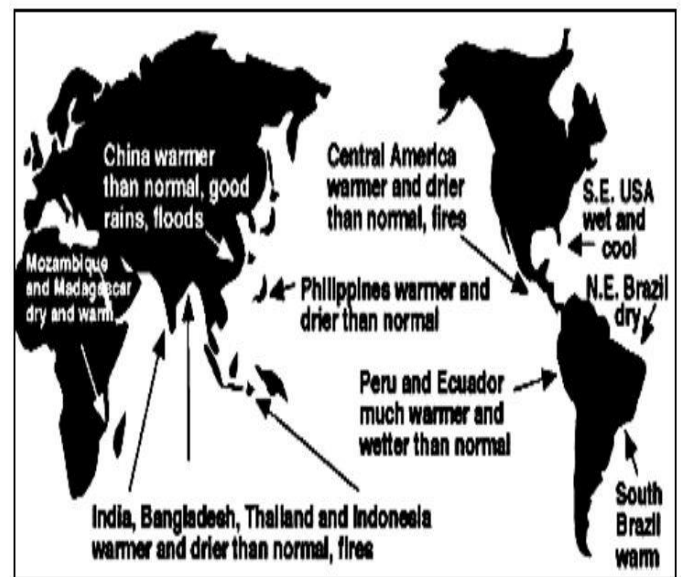 China warmer
than normal, good
rains, floods
Central America
warmer and drier
than normal, fires
S.E. USA
wet and
cool
Mozambique
and Madagascar
dry and warm
Philippines warmer and
drier than normal
N.E. Brazil
dry
Peru and Ecuador
much warmer and
wetter than normal
India, Bangladesh, Thailand and Indonesia
warmer and drier than normal, fires
South
Brazil
warm